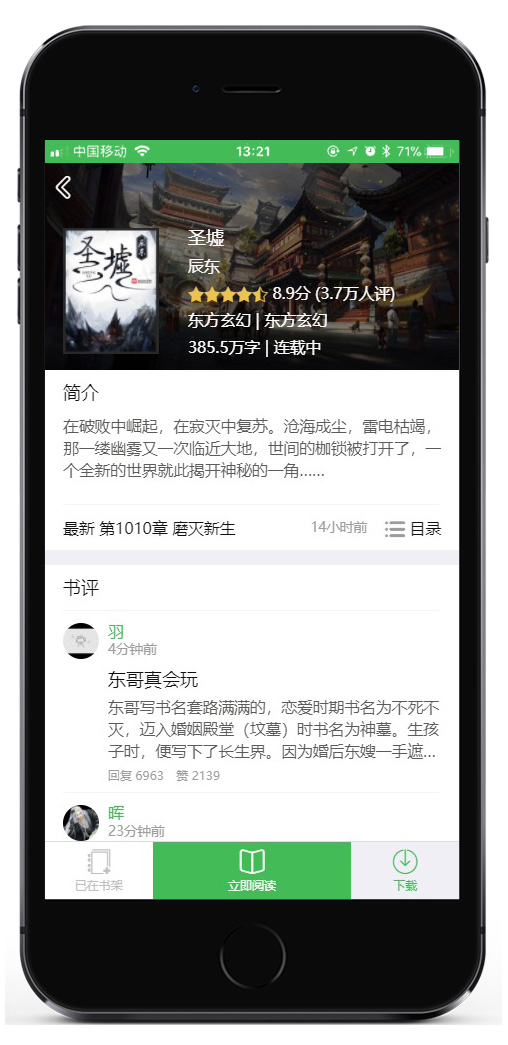 中国移动 13:21 71%
圣墟
辰东
圣墟
辰东
8.9分 (3.7万人评)
东方玄幻 | 东方玄幻
385.5万字 | 连载中
简介
在破败中崛起，在寂灭中复苏。沧海成尘，雷电枯竭，
那一缕幽雾又一次临近大地，世间的枷锁被打开了，一
个全新的世界就此揭开神秘的一角……
最新 第1010章 磨灭新生 14小时前 目录
书评
羽
4分钟前
东哥真会玩
东哥写书名套路满满的，恋爱时期书名为不死不
灭，迈入婚姻殿堂（坟墓）时书名为神墓。生孩
子时，便写下了长生界。因为婚后东嫂一手遮...
回复 6963 赞 2139
晖
23分钟前
已在书架 立即阅读 下载